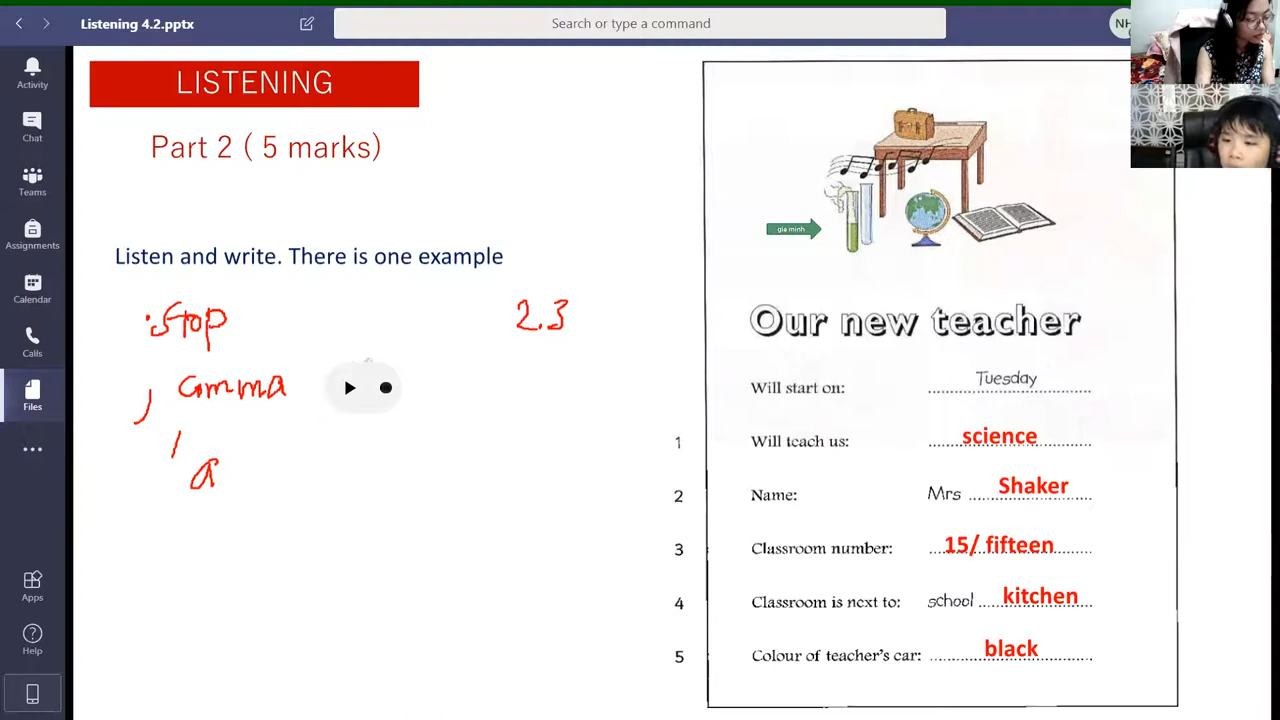 Listening 4.2.pptx
Search or type a command
NH
Activity
Chat
Teams
Assignments
Calendar
Calls
Files
Apps
Help
LISTENING
Part 2 ( 5 marks)
Listen and write. There is one example
.Stop
2.3
, comma
' a
gia minh
Our new teacher
Will start on: Tuesday
1 Will teach us: science
2 Name: Mrs Shaker
3 Classroom number: 15/ fifteen
4 Classroom is next to: school kitchen
5 Colour of teacher's car: black